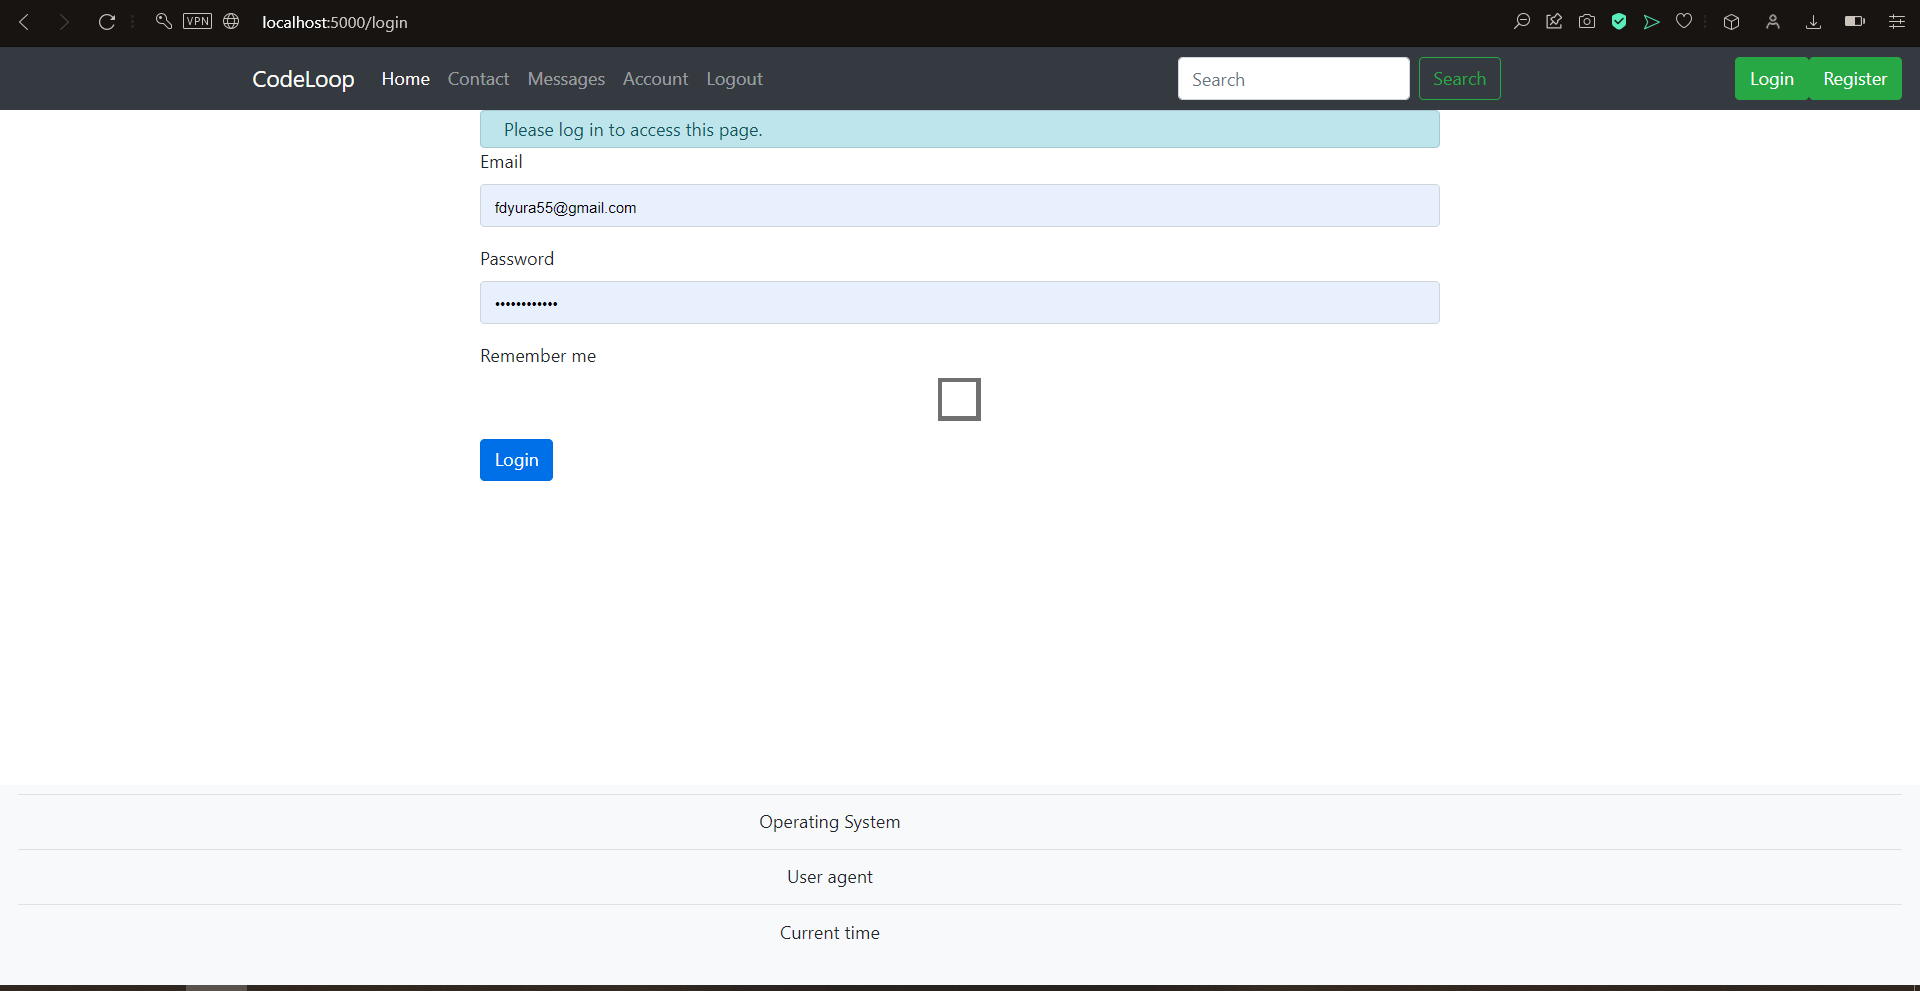 VPN localhost:5000/login
CodeLoop Home Contact Messages Account Logout Search Search Login Register
Please log in to access this page.
Email
fdyura55@gmail.com
Password
••••••••••••
Remember me
Login
Operating System
User agent
Current time